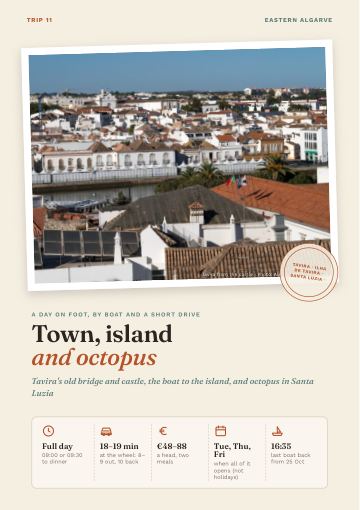 TRIP 11
EASTERN ALGARVE
TAVIRA · ILHA
DE TAVIRA ·
SANTA LUZIA ·
A DAY ON FOOT, BY BOAT AND A SHORT DRIVE
Town, island
and octopus
Tavira's old bridge and castle, the boat to the island, and octopus in Santa
Luzia
Full day
09:00 or 09:30
to dinner
18–19 min
at the wheel: 8–
9 out, 10 back
€48–88
a head, two
meals
Tue, Thu,
Fri
when all of it
opens (not
holidays)
16:35
last boat back
from 25 Oct